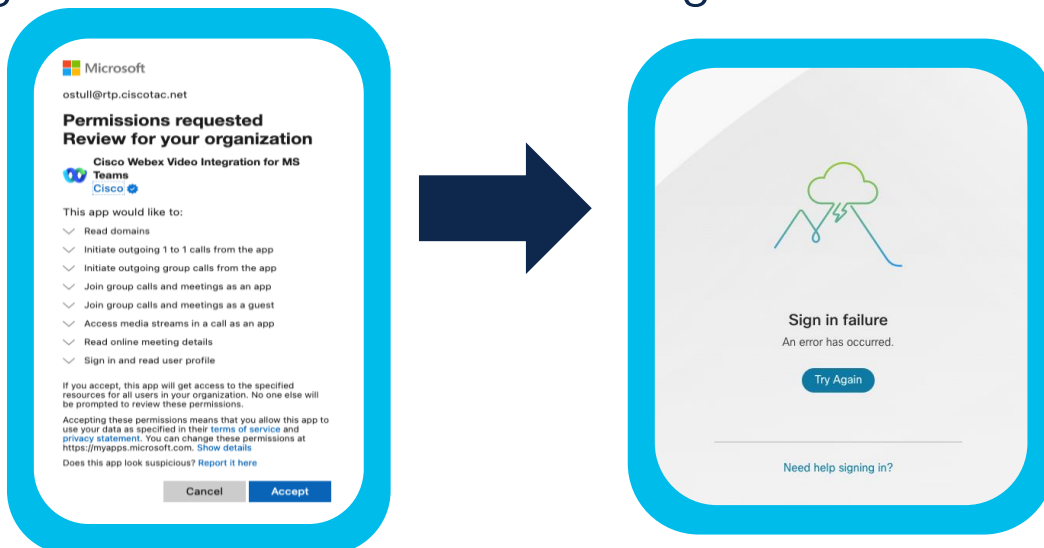 Microsoft
ostull@rtp.ciscotac.net
Permissions requested
Review for your organization
Cisco Webex Video Integration for MS
Teams
Cisco
This app would like to:
Read domains
Initiate outgoing 1 to 1 calls from the app
Initiate outgoing group calls from the app
Join group calls and meetings as an app
Join group calls and meetings as a guest
Access media streams in a call as an app
Read online meeting details
Sign in and read user profile
If you accept, this app will get access to the specified
resources for all users in your organization. No one else will
be prompted to review these permissions.
Accepting these permissions means that you allow this app to
use your data as specified in their terms of service and
privacy statement. You can change these permissions at
https://myapps.microsoft.com. Show details
Does this app look suspicious? Report it here
Cancel Accept
Sign in failure
An error has occurred.
Try Again
Need help signing in?